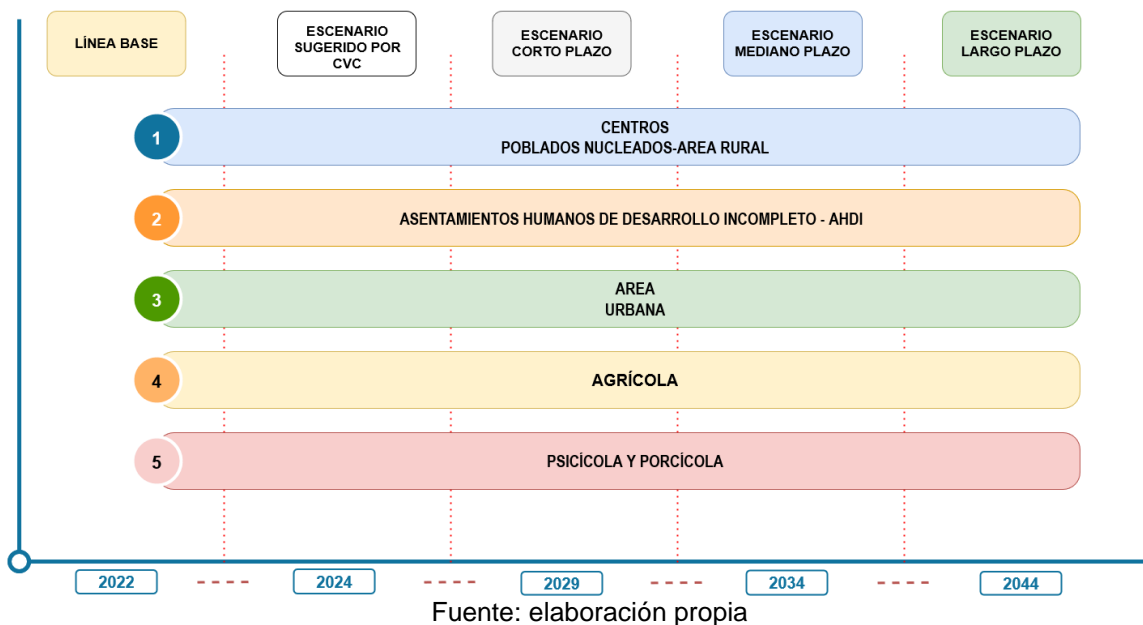 LÍNEA BASE
ESCENARIO
SUGERIDO POR
CVC
ESCENARIO
CORTO PLAZO
ESCENARIO
MEDIANO PLAZO
ESCENARIO
LARGO PLAZO
1
CENTROS
POBLADOS NUCLEADOS-AREA RURAL
2
ASENTAMIENTOS HUMANOS DE DESARROLLO INCOMPLETO - AHDI
3
AREA
URBANA
4
AGRÍCOLA
5
PSICÍCOLA Y PORCÍCOLA
2022
2024
2029
2034
2044
Fuente: elaboración propia